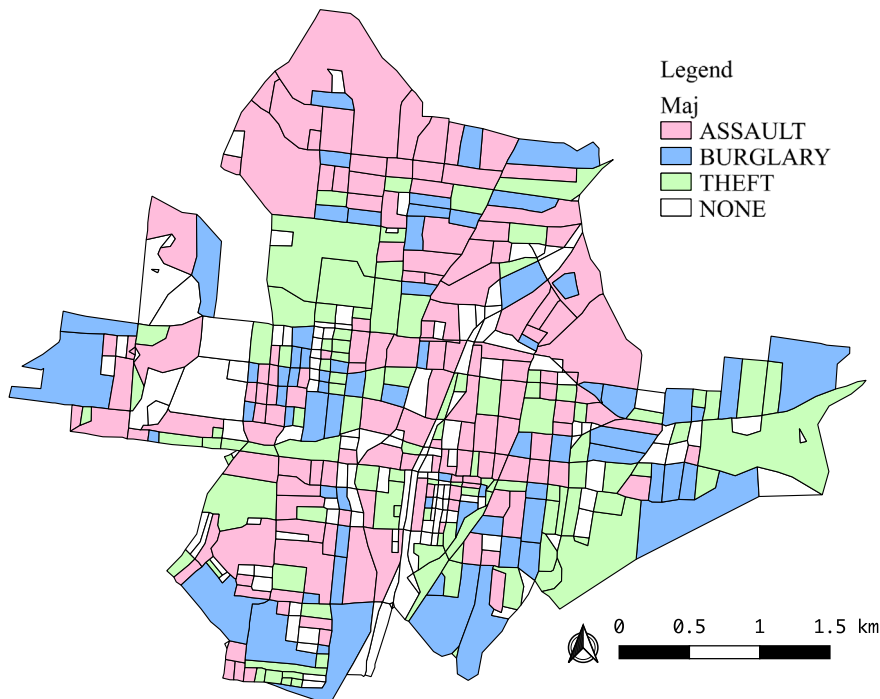 Legend
Maj
ASSAULT
BURGLARY
THEFT
NONE
0 0.5 1 1.5 km